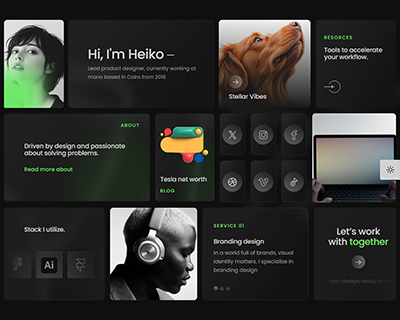 Hi, I'm Heiko —
Lead product designer, currently working at
mano based in Cairo from 2018
Stellar Vibes
RESORCES
Tools to accelerate
your workflow.
ABOUT
Driven by design and passionate
about solving problems.
Read more about
Tesla net worth
BLOG
Stack I utilize.
Ai
SERVICE 01
Branding design
In a world full of brands, visual
identity matters. I specialize in
branding design
Let's work
with together
I am always ready to